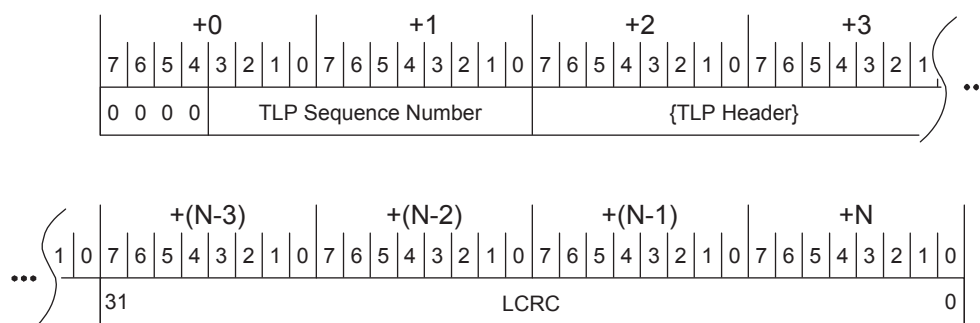 +0 +1 +2 +3
7 6 5 4 3 2 1 0 7 6 5 4 3 2 1 0 7 6 5 4 3 2 1 0 7 6 5 4 3 2 1
0 0 0 0 TLP Sequence Number {TLP Header} ...
+(N-3) +(N-2) +(N-1) +N
1 0 7 6 5 4 3 2 1 0 7 6 5 4 3 2 1 0 7 6 5 4 3 2 1 0 7 6 5 4 3 2 1 0
... 31 LCRC 0